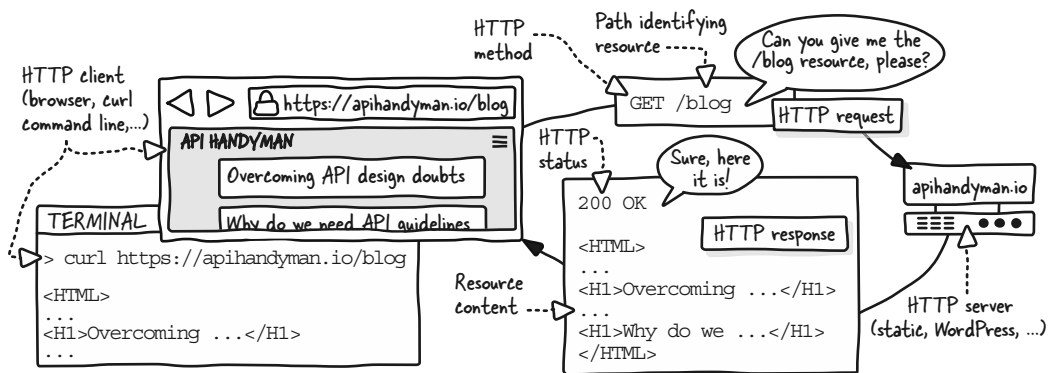 HTTP client
(browser, curl
command line,...)
https://apihandyman.io/blog
API HANDYMAN
Overcoming API design doubts
Why do we need API guidelines
TERMINAL
> curl https://apihandyman.io/blog
<HTML>
...
<H1>Overcoming ...</H1>
...
HTTP
method
Path identifying
resource
GET /blog
Can you give me the
/blog resource, please?
HTTP request
HTTP
status
200 OK
Sure, here
it is!
HTTP response
<HTML>
...
<H1>Overcoming ...</H1>
...
<H1>Why do we ...</H1>
</HTML>
Resource
content
apihandyman.io
HTTP server
(static, WordPress, ...)